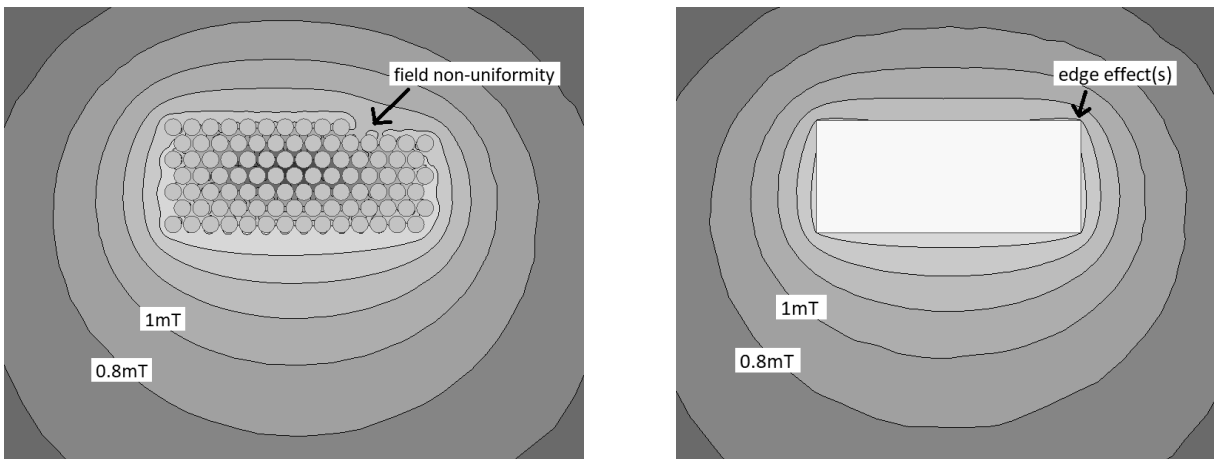 field non-uniformity
1mT
0.8mT
edge effect(s)
1mT
0.8mT